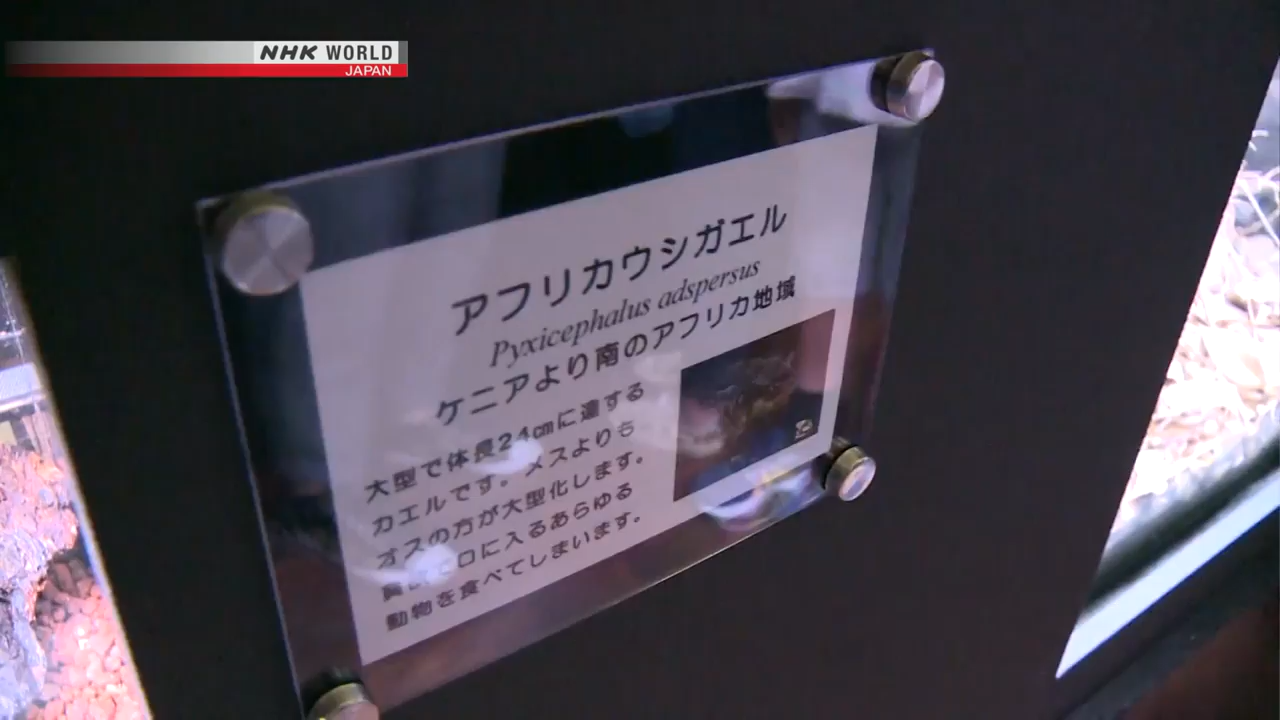 NHK WORLD
JAPAN
アフリカウシガエル
Pyxicephalus adspersus
ケニアより南のアフリカ地域
大型で体長24㎝に達する
カエルです。メスよりも
オスの方が大型化します。
口に入るあらゆる
動物を食べてしまいます。